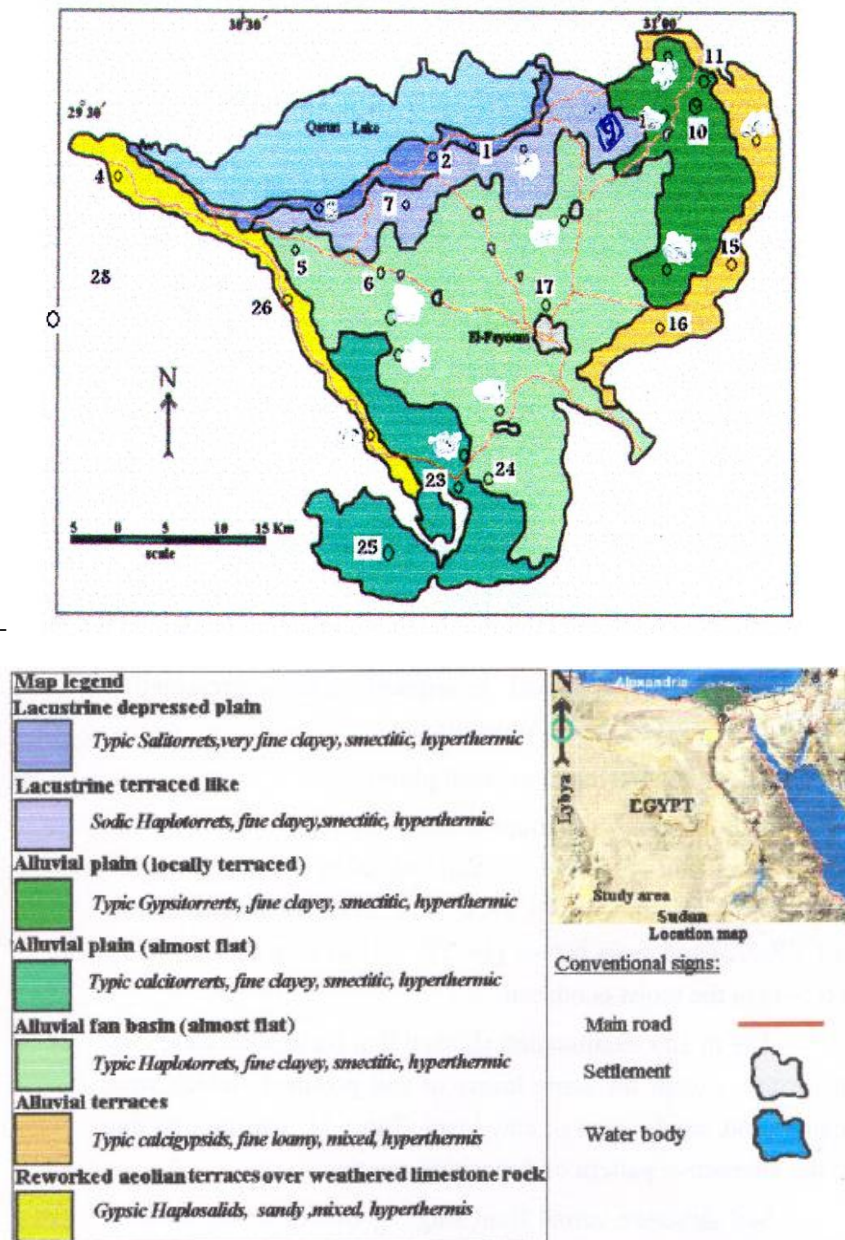 30°30′
31°00′
29°30′
Qarun Lake
11
10
1
1
2
9
4
7
5
6
28
26
17
15
16
El-Fayoum
N
23
24
25
5 0 5 10 15 Km
scale
Map legend
Lacustrine depressed plain
Typic Salitorrets,very fine clayey, smectitic, hyperthermic
Lacustrine terraced like
Sodic Haplotorrets, fine clayey,smectitic, hyperthermic
Alluvial plain (locally terraced)
Typic Gypsitorrerts, ,fine clayey, smectitic, hyperthermic
Alluvial plain (almost flat)
Typic calcitorrerts, fine clayey, smectitic, hyperthermic
Alluvial fan basin (almost flat)
Typic Haplotorrets, fine clayey, smectitic, hyperthermic
Alluvial terraces
Typic calcigypsids, fine loamy, mixed, hyperthermis
Reworked aeolian terraces over weathered limestone rock
Gypsic Haplosalids, sandy ,mixed, hyperthermis
N
Alexandria
Lybya
EGYPT
Study area
Sudan
Location map
Conventional signs:
Main road
Settlement
Water body